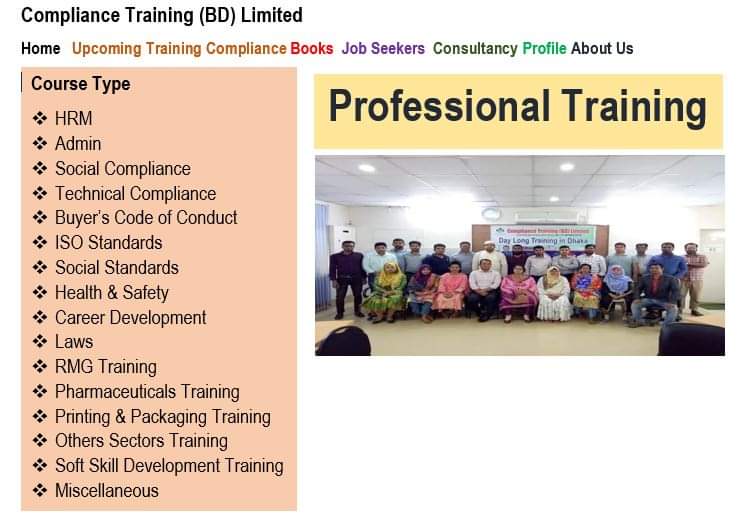 Compliance Training (BD) Limited
Home Upcoming Training Compliance Books Job Seekers Consultancy Profile About Us
Course Type
❖ HRM
❖ Admin
❖ Social Compliance
❖ Technical Compliance
❖ Buyer’s Code of Conduct
❖ ISO Standards
❖ Social Standards
❖ Health & Safety
❖ Career Development
❖ Laws
❖ RMG Training
❖ Pharmaceuticals Training
❖ Printing & Packaging Training
❖ Others Sectors Training
❖ Soft Skill Development Training
❖ Miscellaneous
Professional Training
Compliance Training (BD) Limited
Day Long Training in Dhaka